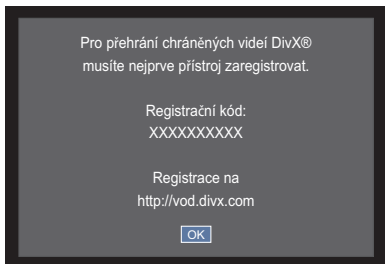 Pro přehrání chráněných videí DivX®
musíte nejprve přístroj zaregistrovat.
Registrační kód:
XXXXXXXXXX
Registrace na
http://vod.divx.com
OK